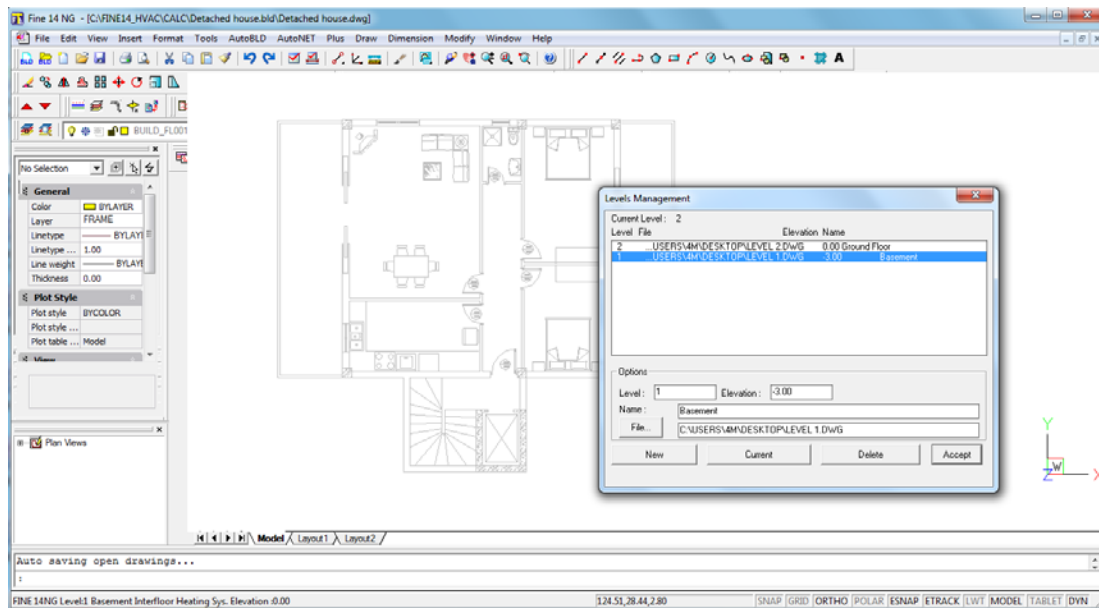 Fine 14 NG - [C:\FINE14_HVAC\CALC\Detached house.bld\Detached house.dwg]
File Edit View Insert Format Tools AutoBLD AutoNET Plus Draw Dimension Modify Window Help
BUILD_FL001
No Selection
General
Color BYLAYER
Layer FRAME
Linetype BYLAYE
Linetype ... 1.00
Line weight BYLAYE
Thickness 0.00
Plot Style
Plot style BYCOLOR
Plot style ...
Plot table ... Model
View
Plan Views
Levels Management
Current Level : 2
Level File Elevation Name
2 ...USERS\4M\DESKTOP\LEVEL 2.DWG 0.00 Ground Floor
1 ...USERS\4M\DESKTOP\LEVEL 1.DWG -3.00 Basement
Options
Level : 1 Elevation : -3.00
Name : Basement
File... C:\USERS\4M\DESKTOP\LEVEL 1.DWG
New Current Delete Accept
Y
W
Z X
Model Layout1 Layout2
Auto saving open drawings...
:
FINE 14NG Level:1 Basement Interfloor Heating Sys. Elevation :0.00 124.51,28.44,2.80 SNAP GRID ORTHO POLAR ESNAP ETRACK LWT MODEL TABLET DYN